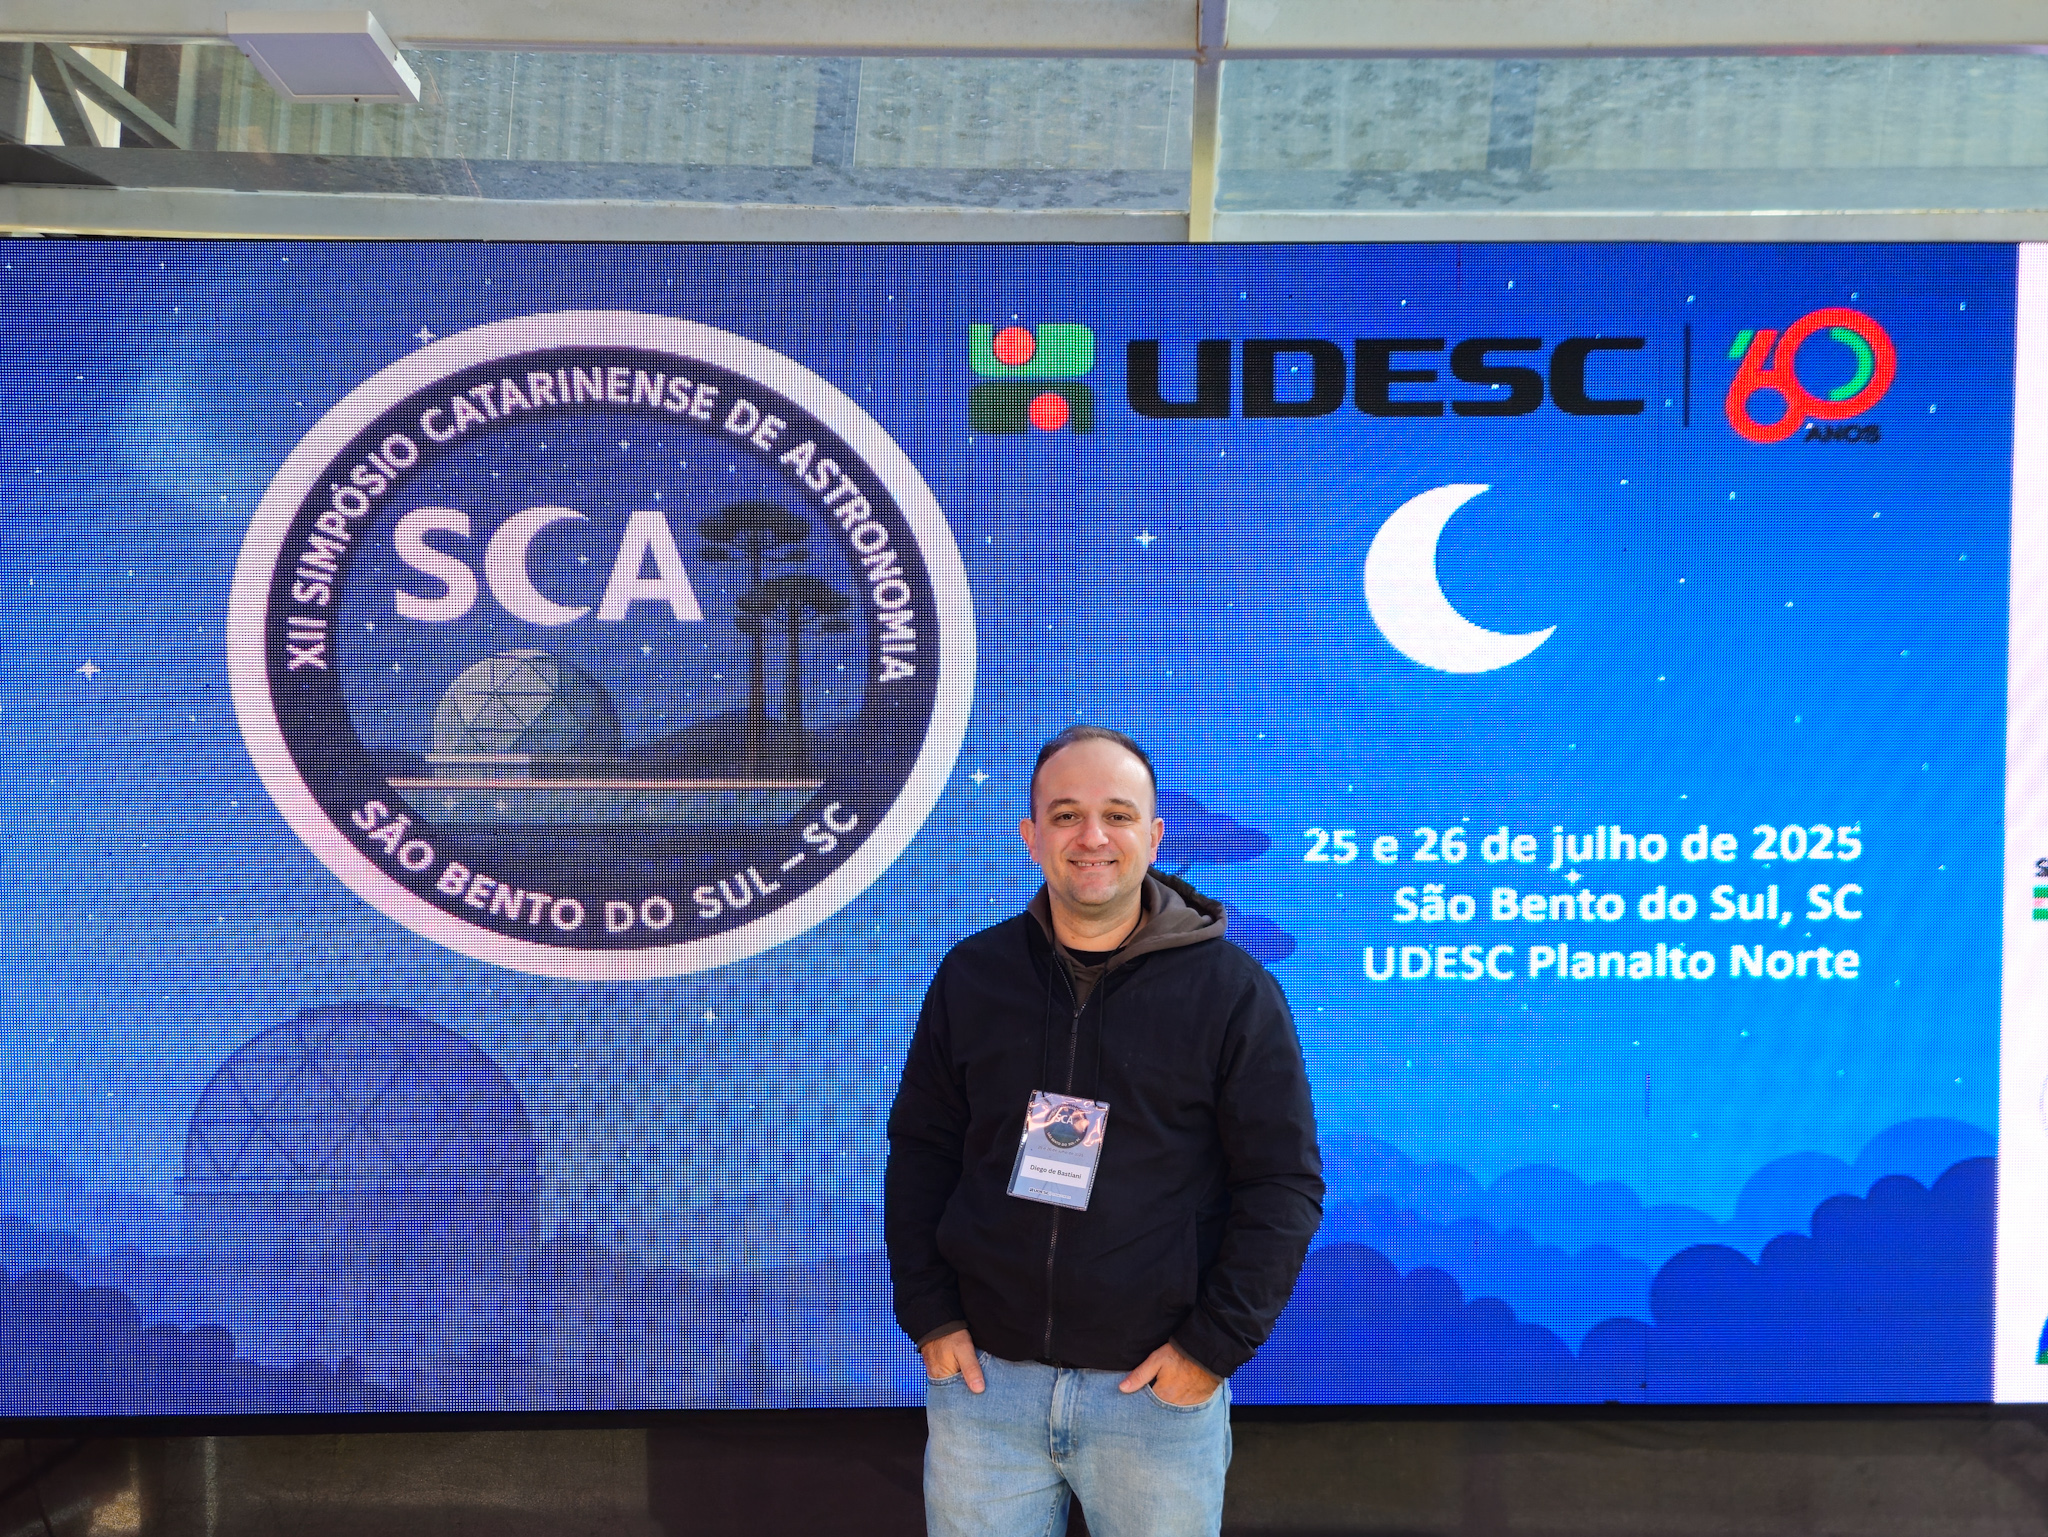 XII SIMPÓSIO CATARINENSE DE ASTRONOMIA
SCA
SÃO BENTO DO SUL – SC
UDESC
60
ANOS
25 e 26 de julho de 2025
São Bento do Sul, SC
UDESC Planalto Norte
SCA
Diego de Bastiani